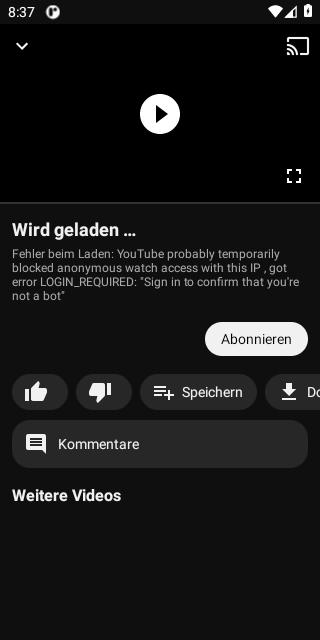 8:37
Wird geladen …
Fehler beim Laden: YouTube probably temporarily
blocked anonymous watch access with this IP , got
error LOGIN_REQUIRED: "Sign in to confirm that you're
not a bot"
Abonnieren
Speichern
Do
Kommentare
Weitere Videos